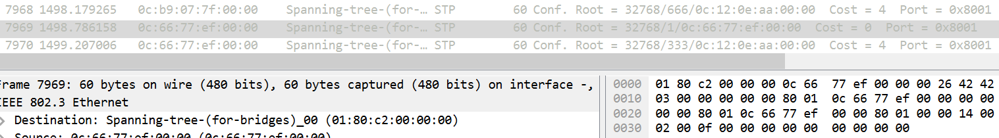 7968 1498.179265 0c:b9:07:7f:00:00 Spanning-tree-(for-… STP 60 Conf. Root = 32768/666/0c:12:0e:aa:00:00 Cost = 4 Port = 0x8001
7969 1498.786158 0c:66:77:ef:00:00 Spanning-tree-(for-… STP 60 Conf. Root = 32768/1/0c:66:77:ef:00:00 Cost = 0 Port = 0x8001
7970 1499.207006 0c:66:77:ef:00:00 Spanning-tree-(for-… STP 60 Conf. Root = 32768/333/0c:12:0e:aa:00:00 Cost = 4 Port = 0x8001
Frame 7969: 60 bytes on wire (480 bits), 60 bytes captured (480 bits) on interface -,
IEEE 802.3 Ethernet
Destination: Spanning-tree-(for-bridges)_00 (01:80:c2:00:00:00)
Source: 0c:66:77:ef:00:00 (0c:66:77:ef:00:00)
0000 01 80 c2 00 00 00 0c 66 77 ef 00 00 00 26 42 42
0010 03 00 00 00 00 00 80 01 0c 66 77 ef 00 00 00 00
0020 00 00 80 01 0c 66 77 ef 00 00 80 01 00 00 14 00
0030 02 00 0f 00 00 00 00 00 00 00 00 00